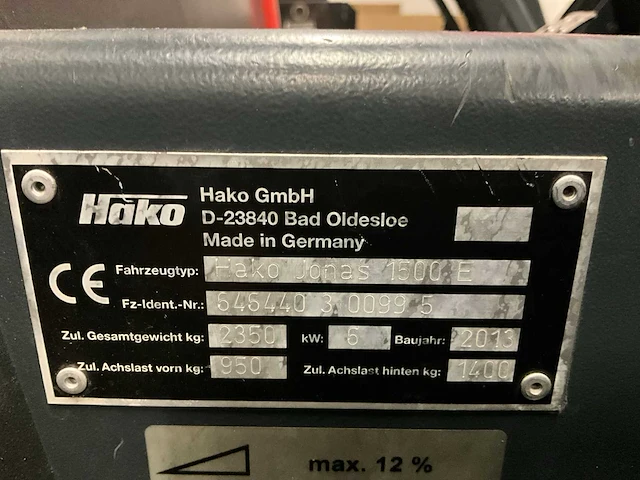 Hako
Hako GmbH
D-23840 Bad Oldesloe
Made in Germany
CE
Fahrzeugtyp: Hako Jonas 1500 E
Fz-Ident.-Nr.: 646440 3 0099 5
Zul. Gesamtgewicht kg: 2350 kW: 6 Baujahr: 2013
Zul. Achslast vorn kg: 950 Zul. Achslast hinten kg: 1400
max. 12 %